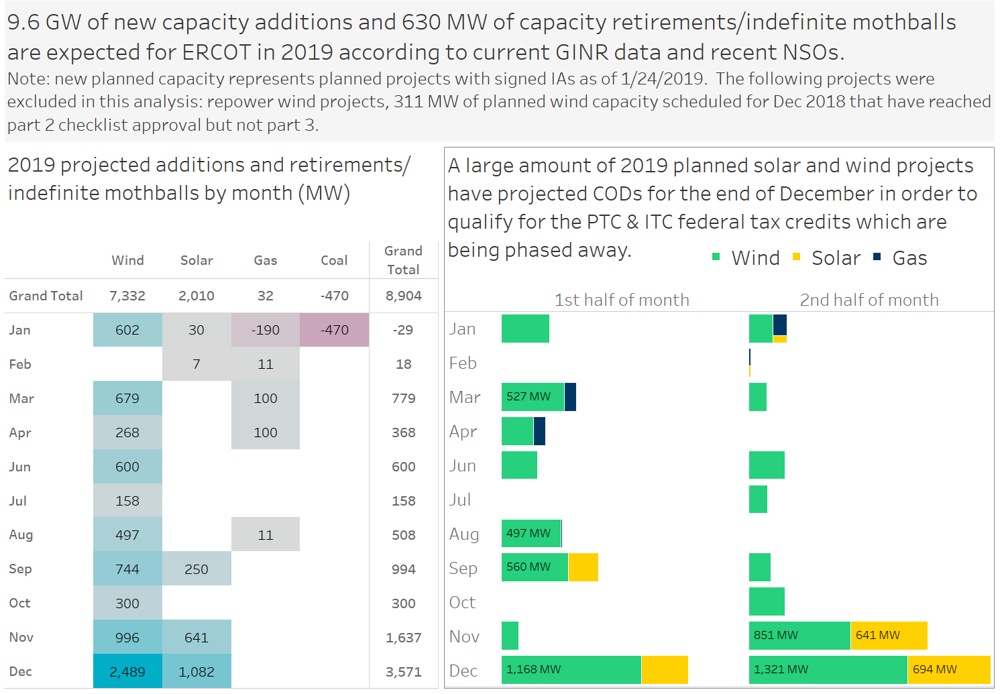 9.6 GW of new capacity additions and 630 MW of capacity retirements/indefinite mothballs
are expected for ERCOT in 2019 according to current GINR data and recent NSOs.
Note: new planned capacity represents planned projects with signed IAs as of 1/24/2019.  The following projects were
excluded in this analysis: repower wind projects, 311 MW of planned wind capacity scheduled for Dec 2018 that have reached
part 2 checklist approval but not part 3.
2019 projected additions and retirements/
indefinite mothballs by month (MW)
Wind Solar Gas Coal Grand
Total
Grand Total 7,332 2,010 32 -470 8,904
Jan 602 30 -190 -470 -29
Feb 7 11 18
Mar 679 100 779
Apr 268 100 368
Jun 600 600
Jul 158 158
Aug 497 11 508
Sep 744 250 994
Oct 300 300
Nov 996 641 1,637
Dec 2,489 1,082 3,571
A large amount of 2019 planned solar and wind projects
have projected CODs for the end of December in order to
qualify for the PTC & ITC federal tax credits which are
being phased away.
Wind Solar Gas
1st half of month 2nd half of month
Jan
Feb
Mar 527 MW
Apr
Jun
Jul
Aug 497 MW
Sep 560 MW
Oct
Nov 851 MW 641 MW
Dec 1,168 MW 1,321 MW 694 MW